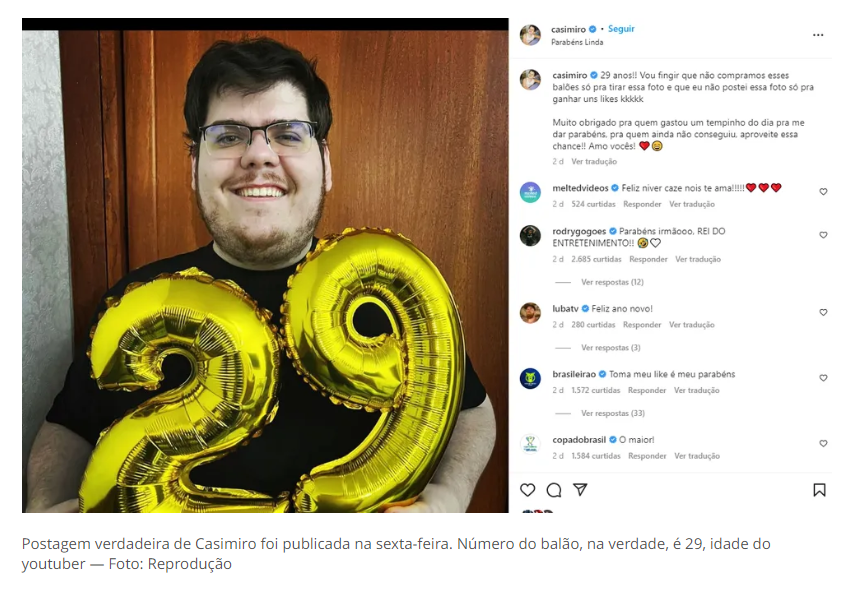 casimiro • Seguir
Parabéns Linda
casimiro 29 anos!! Vou fingir que não compramos esses
balões só pra tirar essa foto e que eu não postei essa foto só pra
ganhar uns likes kkkkk
Muito obrigado pra quem gastou um tempinho do dia pra me
dar parabéns, pra quem ainda não conseguiu, aproveite essa
chance!! Amo vocês! ❤️😄
2 d Ver tradução
meltedvideos Feliz niver caze nois te ama!!!!!❤️❤️❤️
2 d 524 curtidas Responder Ver tradução
rodrygogoes Parabéns irmãooo, REI DO
ENTRETENIMENTO!! 🤣🤍
2 d 2.685 curtidas Responder Ver tradução
Ver respostas (12)
lubatv Feliz ano novo!
2 d 280 curtidas Responder Ver tradução
Ver respostas (3)
brasileirao Toma meu like é meu parabéns
2 d 1.572 curtidas Responder Ver tradução
Ver respostas (33)
copadobrasil O maior!
2 d 1.584 curtidas Responder Ver tradução
29
Postagem verdadeira de Casimiro foi publicada na sexta-feira. Número do balão, na verdade, é 29, idade do
youtuber — Foto: Reprodução